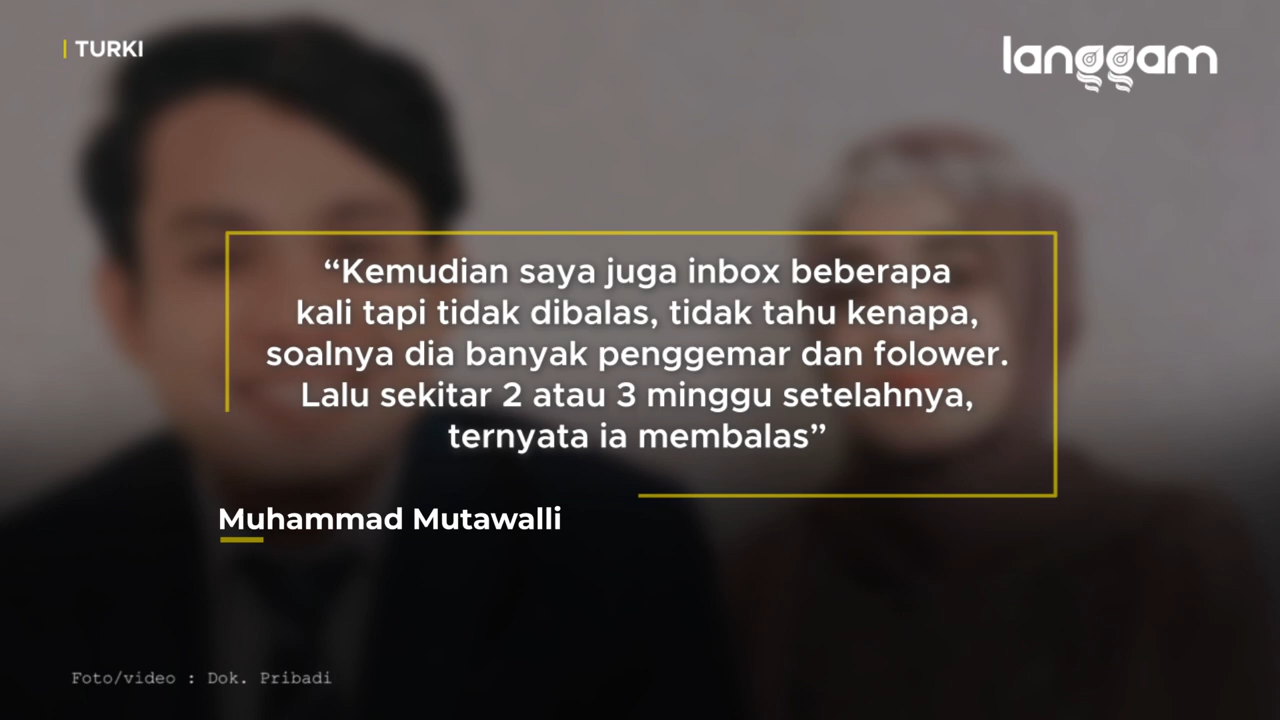 TURKI
langgam
“Kemudian saya juga inbox beberapa
kali tapi tidak dibalas, tidak tahu kenapa,
soalnya dia banyak penggemar dan folower.
Lalu sekitar 2 atau 3 minggu setelahnya,
ternyata ia membalas”
Muhammad Mutawalli
Foto/video : Dok. Pribadi